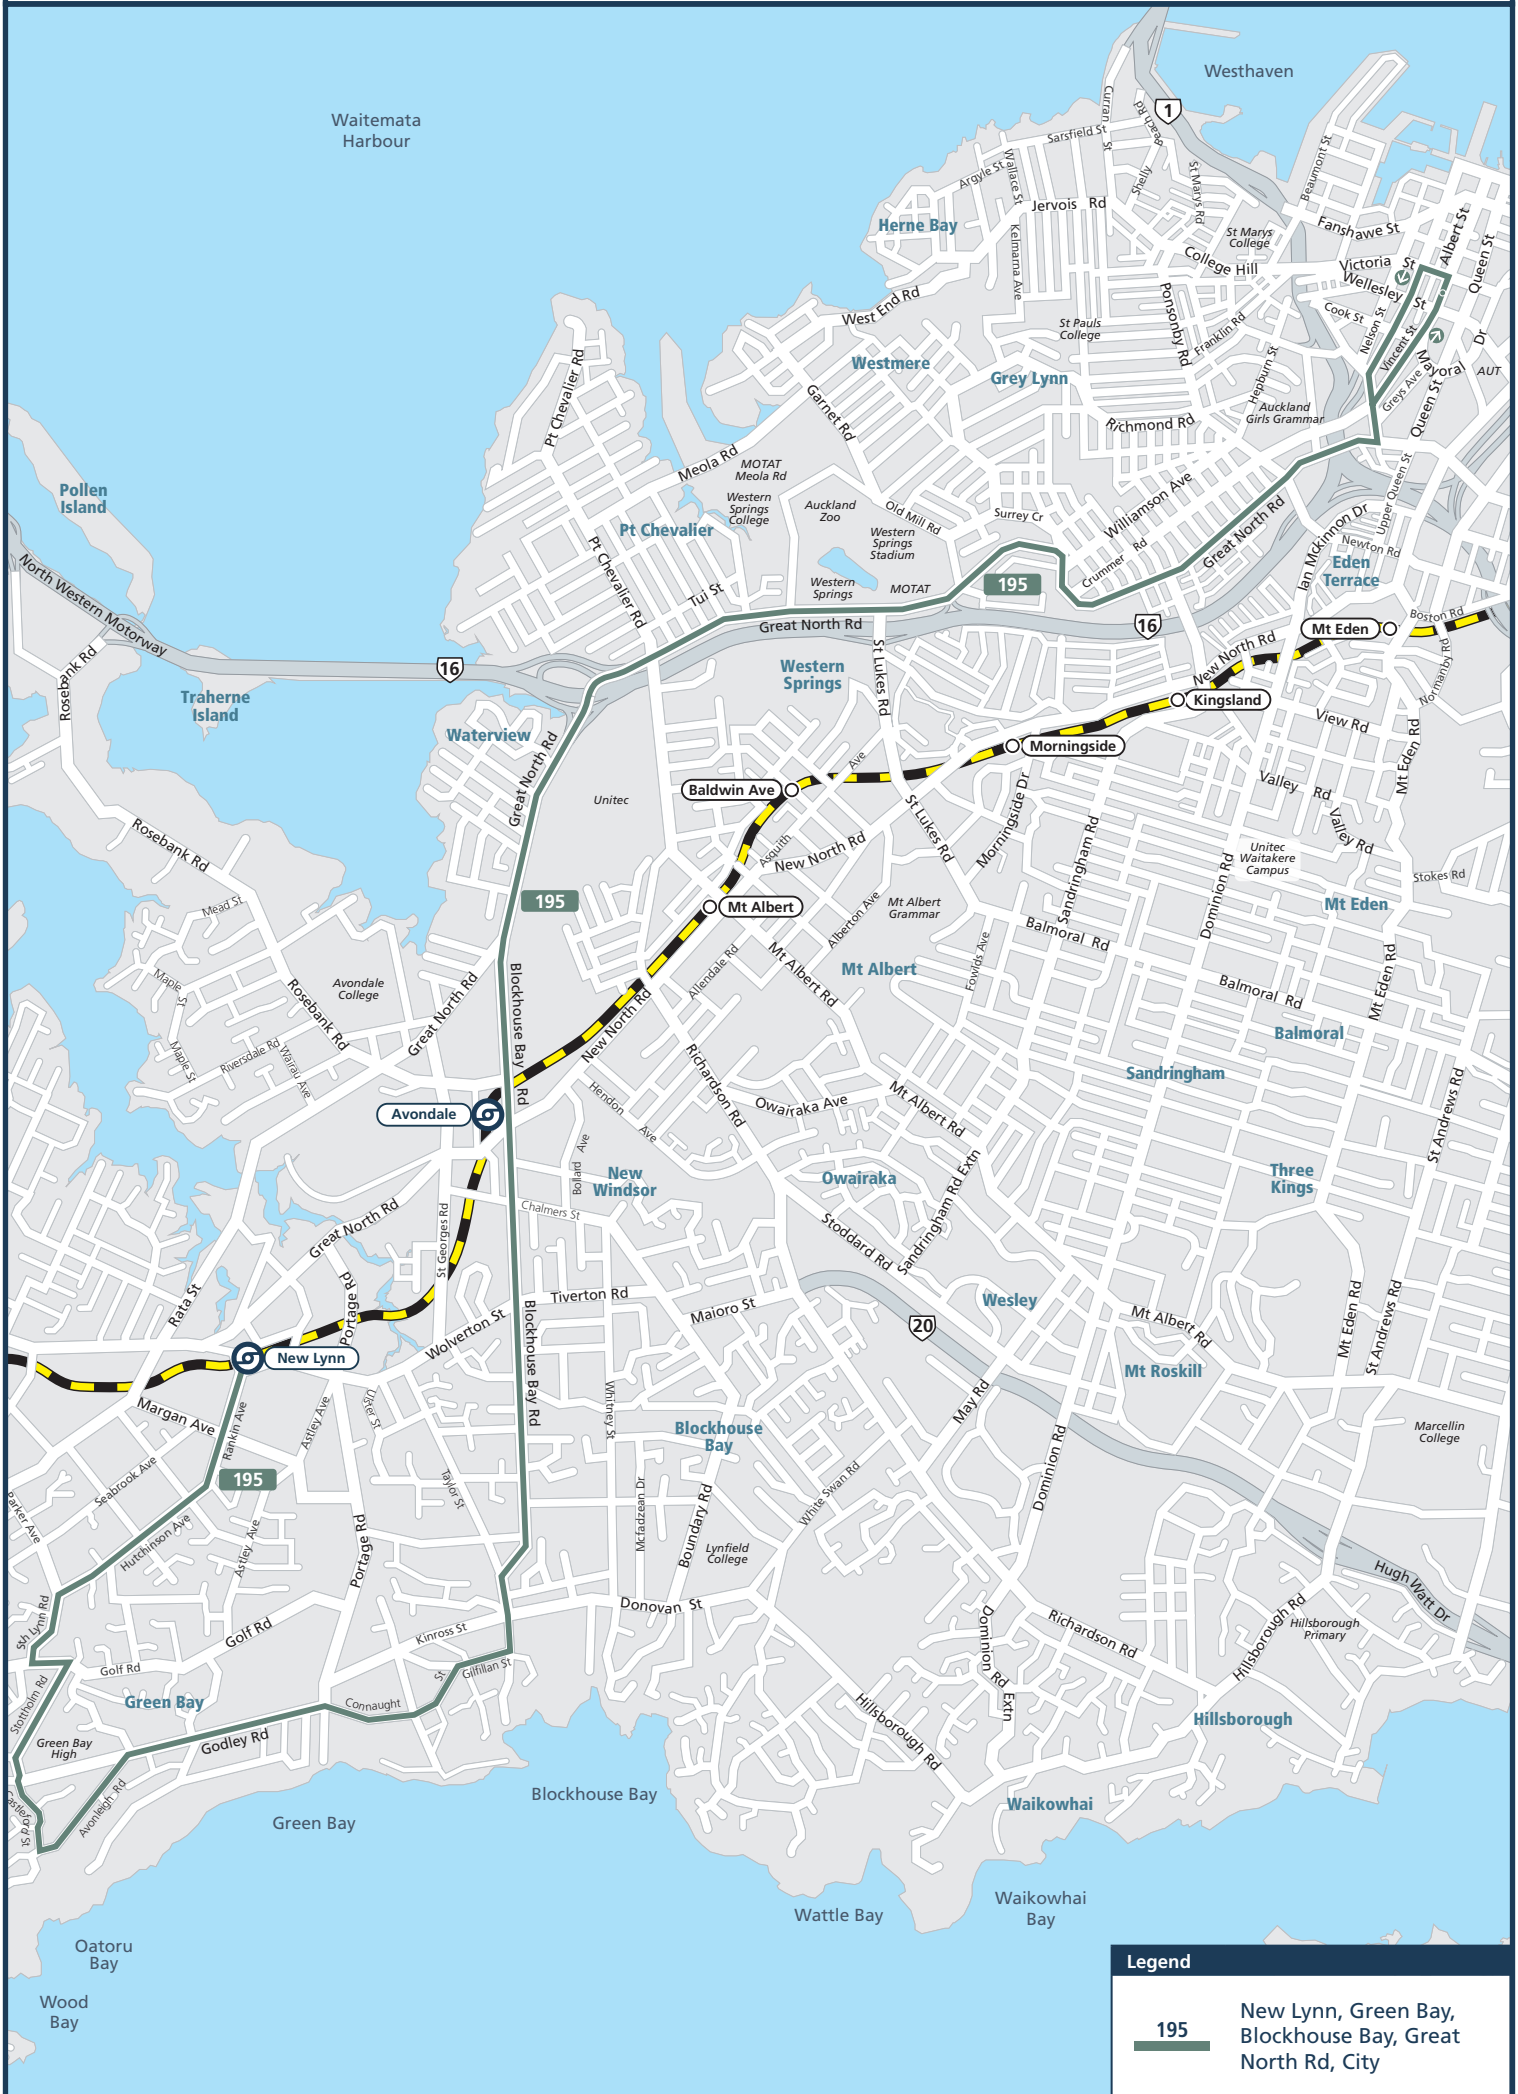 Westhaven
Waitemata
Harbour
1
Curran St
Beach Rd
Shelly
Sarsfield St
Argyle St
Wallace St
St Marys Rd
Beaumont St
Jervois Rd
Herne Bay
Kelmarna Ave
St Marys
College
Fanshawe St
Albert St
Queen St
College Hill
Victoria St
Wellesley St
West End Rd
Ponsonby Rd
St Pauls
College
Franklin Rd
Cook St
Nelson St
Vincent St
Mayoral Dr
Greys Ave
AUT
Westmere
Grey Lynn
Hepburn St
Pt Chevalier Rd
Garnet Rd
Auckland
Girls Grammar
Queen St
Richmond Rd
Meola Rd
MOTAT
Meola Rd
Western
Springs
College
Auckland
Zoo
Pollen
Island
Pt Chevalier
Old Mill Rd
Surrey Cr
Williamson Ave
Upper Queen St
Western
Springs
Stadium
Great North Rd
Ian Mckinnon Dr
Newton Rd
Crummer Rd
Eden
Terrace
North Western Motorway
Pt Chevalier Rd
Tui St
Western
Springs
MOTAT
195
Great North Rd
16
Mt Eden
Boston Rd
Normanby Rd
New North Rd
Rosebank Rd
16
Western
Springs
St Lukes Rd
Kingsland
Traherne
Island
Waterview
View Rd
Morningside
Mt Eden Rd
Great North Rd
Unitec
Baldwin Ave
Ave
Asquith
Valley Rd
St Lukes Rd
Morningside Dr
Valley Rd
Rosebank Rd
New North Rd
Sandringham Rd
Dominion Rd
Unitec
Waitakere
Campus
Stokes Rd
Mead St
195
Mt Albert
Alberton Ave
Mt Albert
Grammar
Mt Eden
Balmoral Rd
Fowlds Ave
Mt Albert
Mt Albert Rd
Allendale Rd
Maple St
Avondale
College
Rosebank Rd
Great North Rd
Blockhouse Bay Rd
Balmoral Rd
Mt Eden Rd
New North Rd
Balmoral
Maple St
Riversdale Rd
Wairau Ave
Richardson Rd
Sandringham
Mt Albert Rd
Hendon Ave
Owairaka Ave
Avondale
St Andrews Rd
Bollard Ave
New
Windsor
Owairaka
Three
Kings
Chalmers St
Great North Rd
St Georges Rd
Stoddard Rd
Sandringham Rd Extn
Portage Rd
Rata St
Tiverton Rd
Maioro St
Wesley
Mt Albert Rd
Mt Eden Rd
St Andrews Rd
Wolverton St
Blockhouse Bay Rd
20
New Lynn
Mt Roskill
May Rd
Margan Ave
Rankin Ave
Astley Ave
Ulster St
Whitney St
Blockhouse
Bay
Marcellin
College
Dominion Rd
195
Seabrook Ave
Parker Ave
Taylor St
Mcfadzean Dr
Boundary Rd
White Swan Rd
Hutchinson Ave
Astley Ave
Portage Rd
Lynfield
College
Hugh Watt Dr
Sth Lynn Rd
Donovan St
Golf Rd
Kinross St
Dominion Rd Extn
Richardson Rd
Hillsborough Rd
Hillsborough
Primary
Golf Rd
Gilfillan St
Connaught St
Stottholm Rd
Green Bay
Godley Rd
Green Bay
High
Hillsborough Rd
Hillsborough
Avonleigh Rd
Castleford St
Blockhouse Bay
Waikowhai
Green Bay
Waikowhai
Bay
Wattle Bay
Oatoru
Bay
Wood
Bay
Legend
195
New Lynn, Green Bay,
Blockhouse Bay, Great
North Rd, City